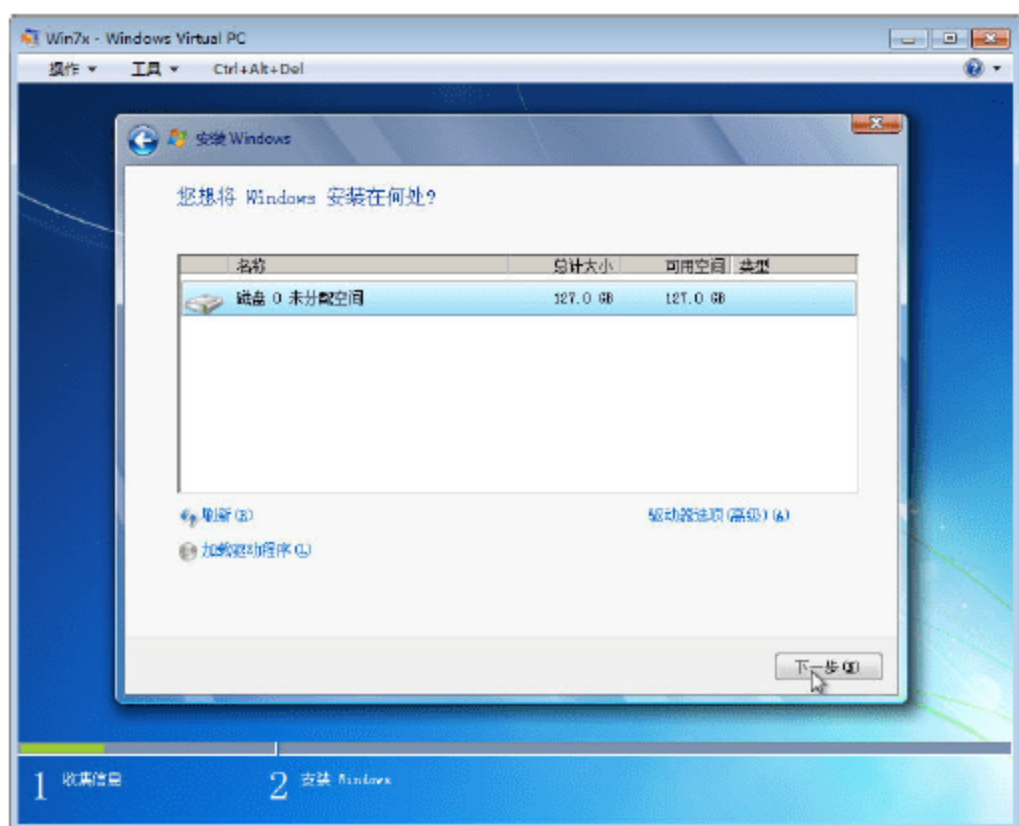 Win7x - Windows Virtual PC
操作 工具 Ctrl+Alt+Del
安装 Windows
您想将 Windows 安装在何处?
名称 总计大小 可用空间 类型
磁盘 0 未分配空间 127.0 GB 127.0 GB
刷新(R) 驱动器选项(高级)(A)
加载驱动程序(L)
下一步(N)
1 收集信息 2 安装 Windows